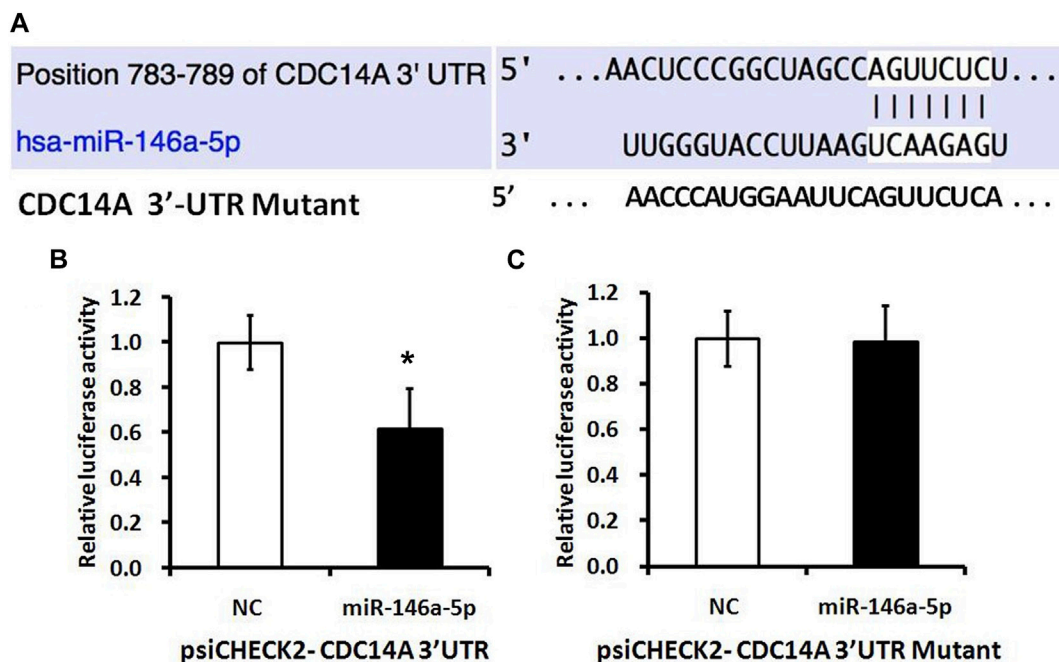 A
Position 783-789 of CDC14A 3' UTR 5' ...AACUCCCGGCUAGCCAGUUCUCU...
hsa-miR-146a-5p 3' UUGGGUACCUUAAGUCAAGAGU
CDC14A 3’-UTR Mutant 5’ ... AACCCAUGGAAUUCAGUUCUCA ...
B
Relative luciferase activity
1.2
1.0
0.8
0.6
0.4
0.2
0.0
*
NC miR-146a-5p
psiCHECK2- CDC14A 3’UTR
C
Relative luciferase activity
1.2
1.0
0.8
0.6
0.4
0.2
0.0
NC miR-146a-5p
psiCHECK2- CDC14A 3’UTR Mutant